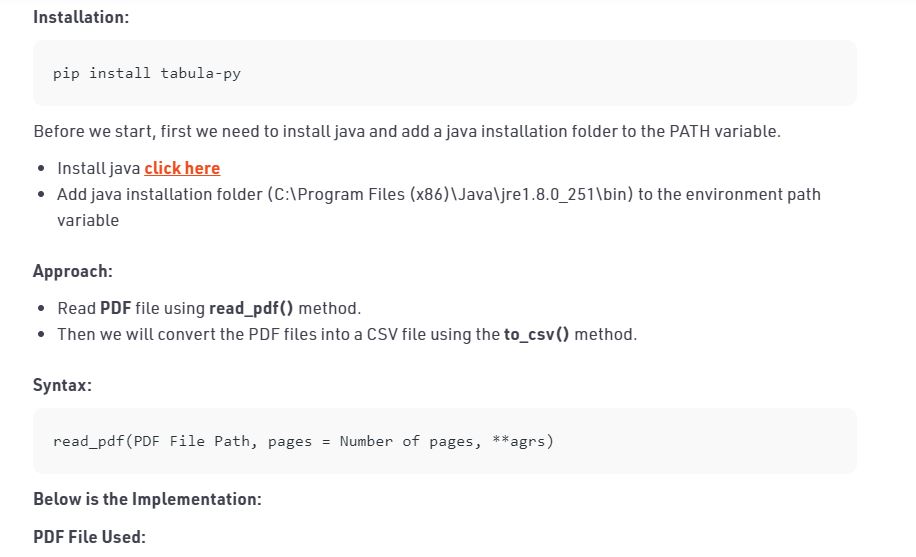 Installation:
pip install tabula-py
Before we start, first we need to install java and add a java installation folder to the PATH variable.
Install java click here
Add java installation folder (C:\Program Files (x86)\Java\jre1.8.0_251\bin) to the environment path
variable
Approach:
Read PDF file using read_pdf() method.
Then we will convert the PDF files into a CSV file using the to_csv() method.
Syntax:
read_pdf(PDF File Path, pages = Number of pages, **agrs)
Below is the Implementation:
PDF File Used: